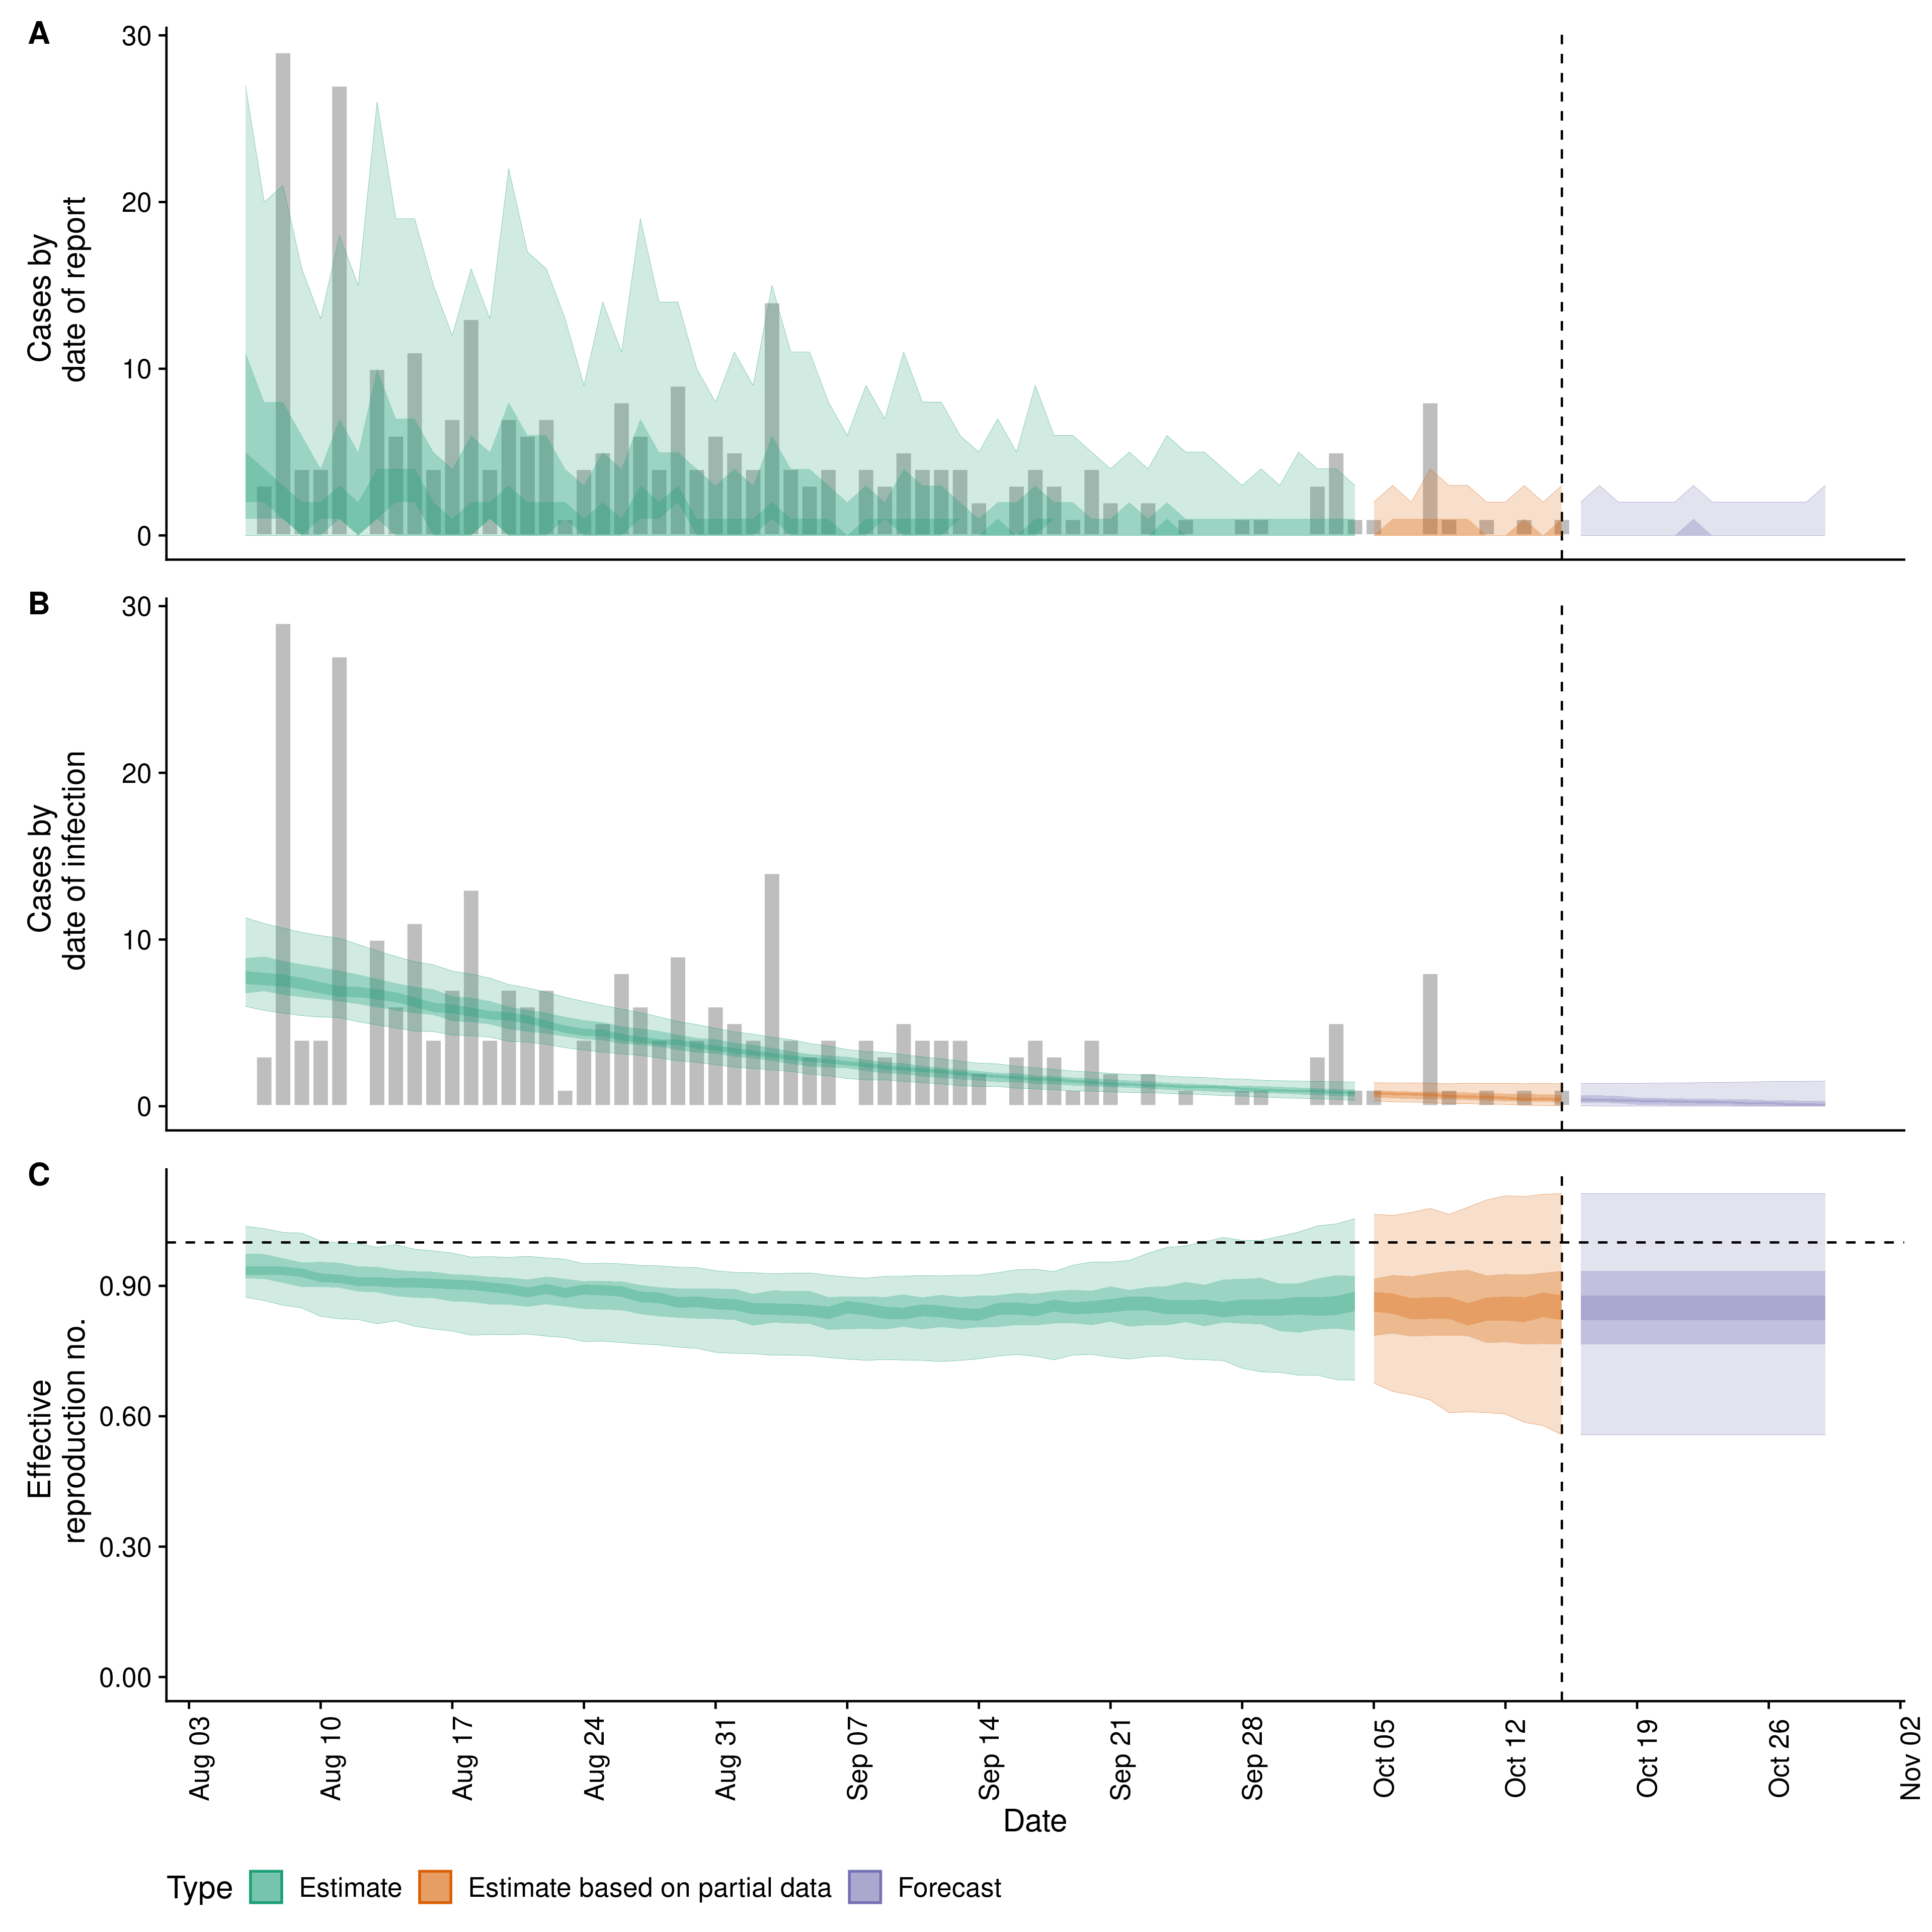 A
30
20
10
0
Cases by
date of report
B
30
20
10
0
Cases by
date of infection
C
0.90
0.60
0.30
0.00
Effective
reproduction no.
Aug 03
Aug 10
Aug 17
Aug 24
Aug 31
Sep 07
Sep 14
Sep 21
Sep 28
Oct 05
Oct 12
Oct 19
Oct 26
Nov 02
Date
Type Estimate Estimate based on partial data Forecast